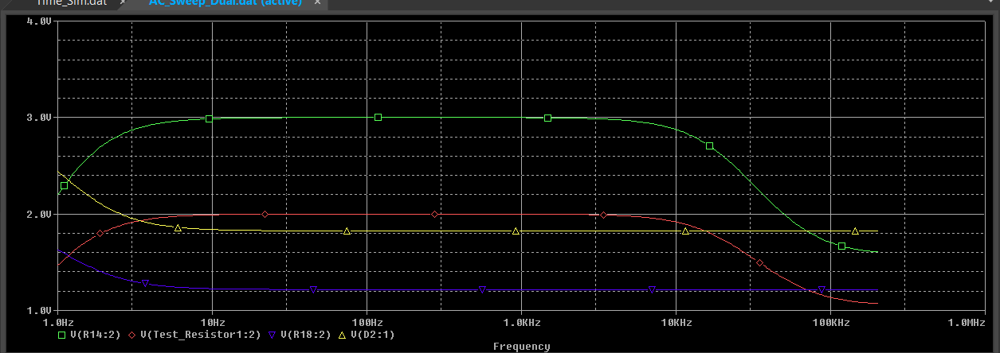 Time_Sim.dat × AC_Sweep_Dual.dat (active) ×
4.0V
3.0V
2.0V
1.0V
1.0Hz 10Hz 100Hz 1.0KHz 10KHz 100KHz 1.0MHz
V(R14:2) V(Test_Resistor1:2) V(R18:2) V(D2:1)
Frequency